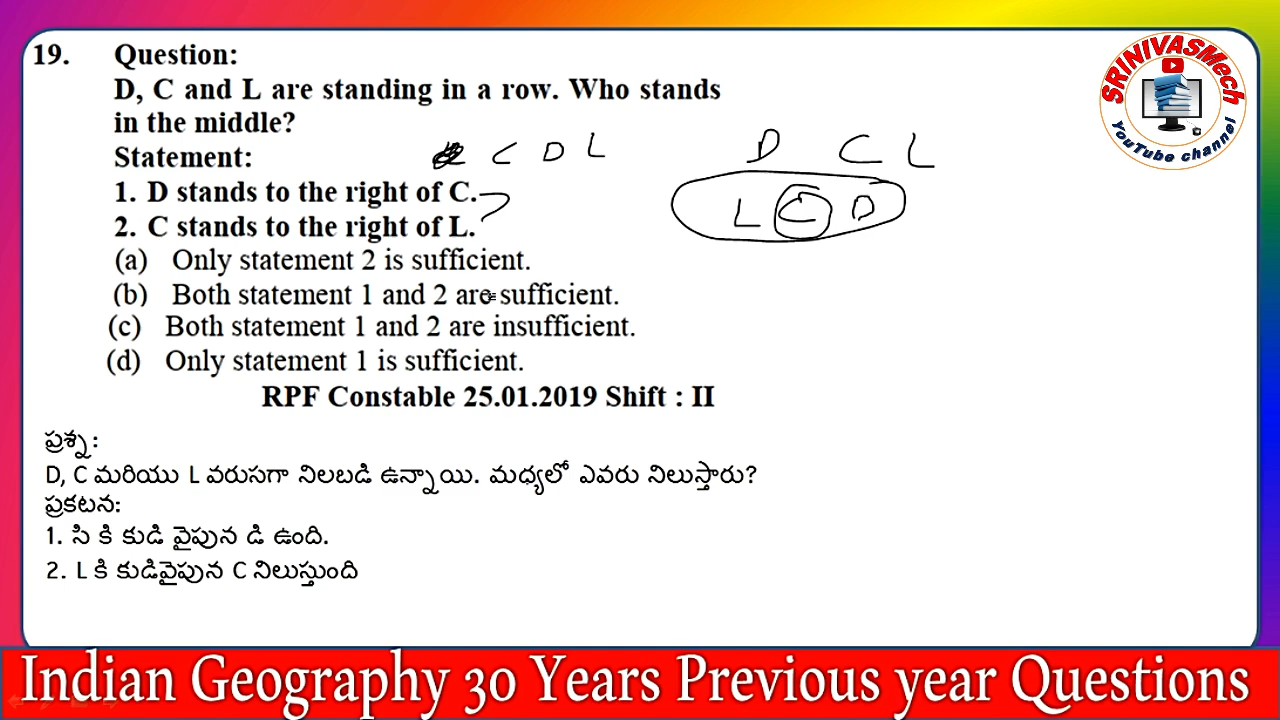 19. Question:
D, C and L are standing in a row. Who stands
in the middle?
Statement:
1. D stands to the right of C.
2. C stands to the right of L.
(a) Only statement 2 is sufficient.
(b) Both statement 1 and 2 are sufficient.
(c) Both statement 1 and 2 are insufficient.
(d) Only statement 1 is sufficient.
RPF Constable 25.01.2019 Shift : II
C D L
D C L
L C D
ప్రశ్న:
D, C మరియు L వరుసగా నిలబడి ఉన్నాయి. మధ్యలో ఎవరు నిలుస్తారు?
ప్రకటన:
1. సి కి కుడి వైపున డి ఉంది.
2. L కి కుడివైపున C నిలుస్తుంది
SRINIVASMech
YouTube channel
Indian Geography 30 Years Previous year Questions